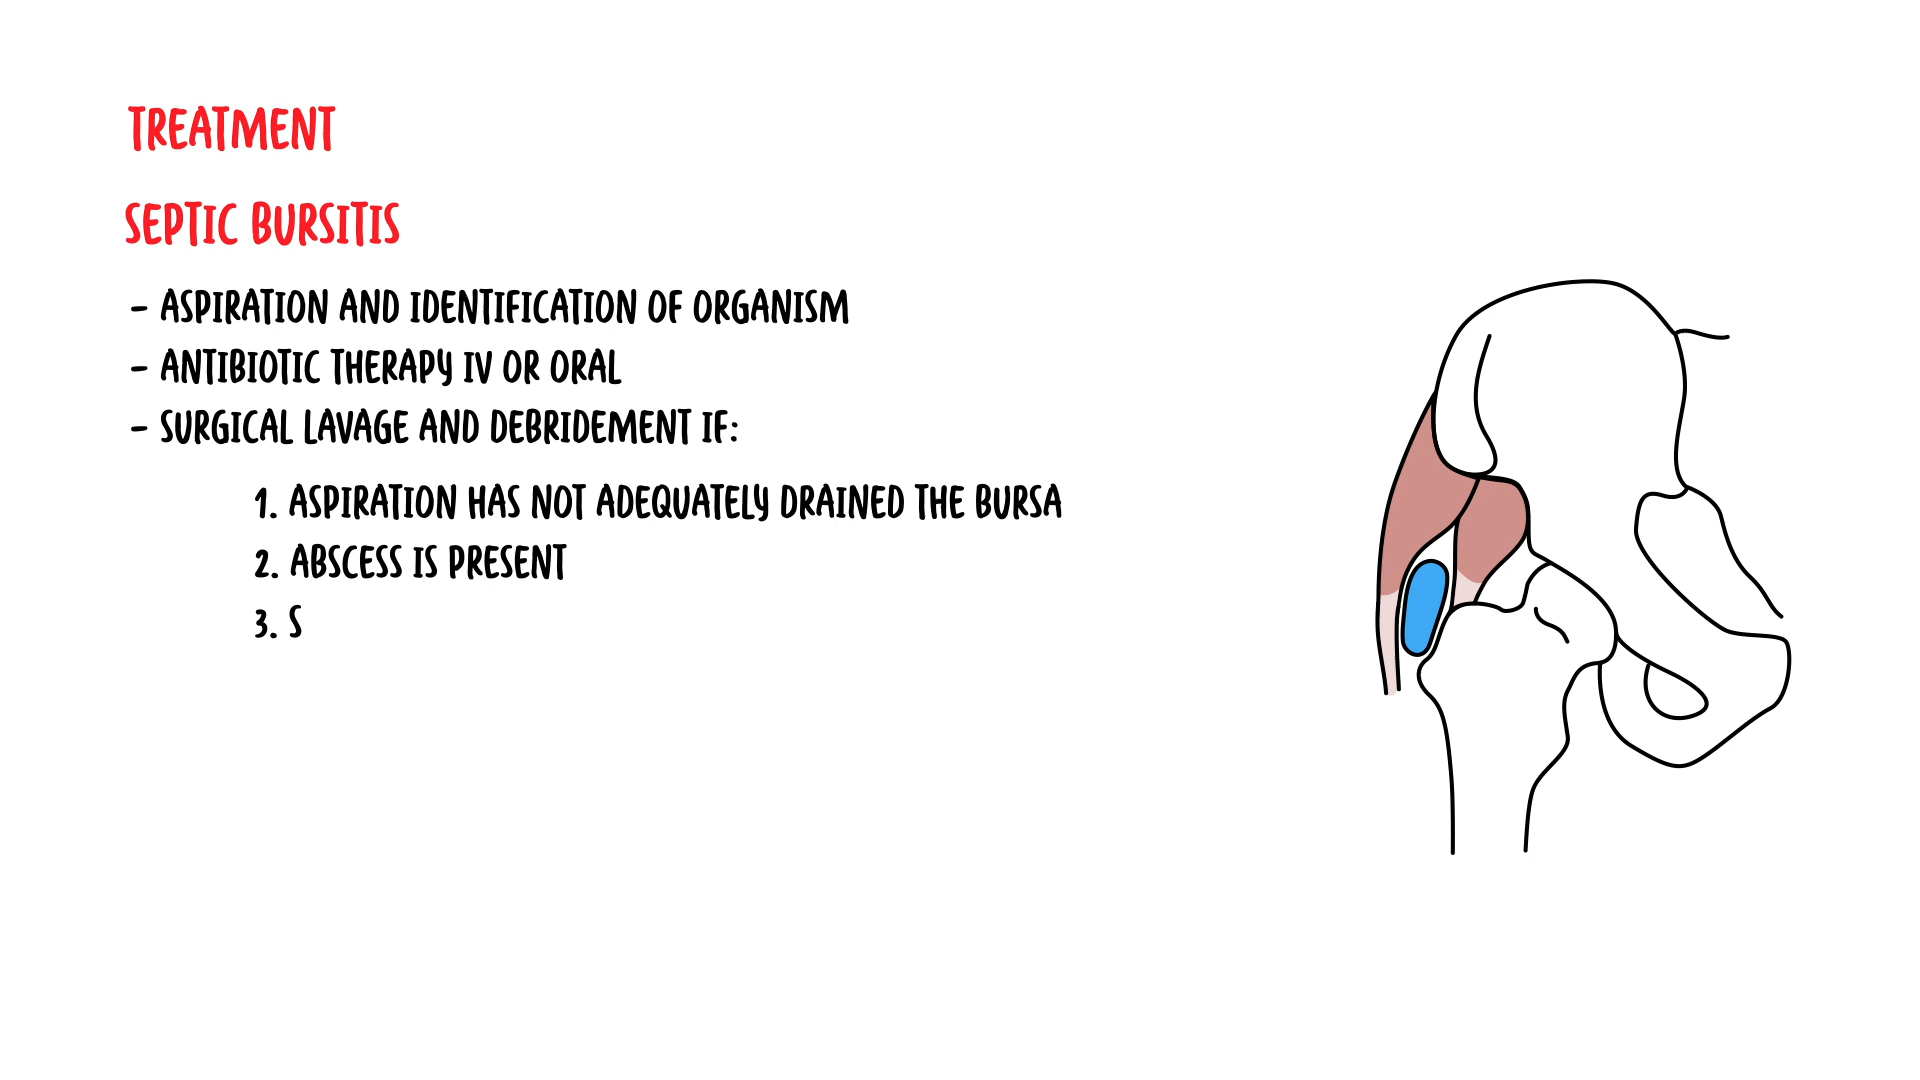 TREATMENT
SEPTIC BURSITIS
- ASPIRATION AND IDENTIFICATION OF ORGANISM
- ANTIBIOTIC THERAPY IV OR ORAL
- SURGICAL LAVAGE AND DEBRIDEMENT IF:
1. ASPIRATION HAS NOT ADEQUATELY DRAINED THE BURSA
2. ABSCESS IS PRESENT
3. S